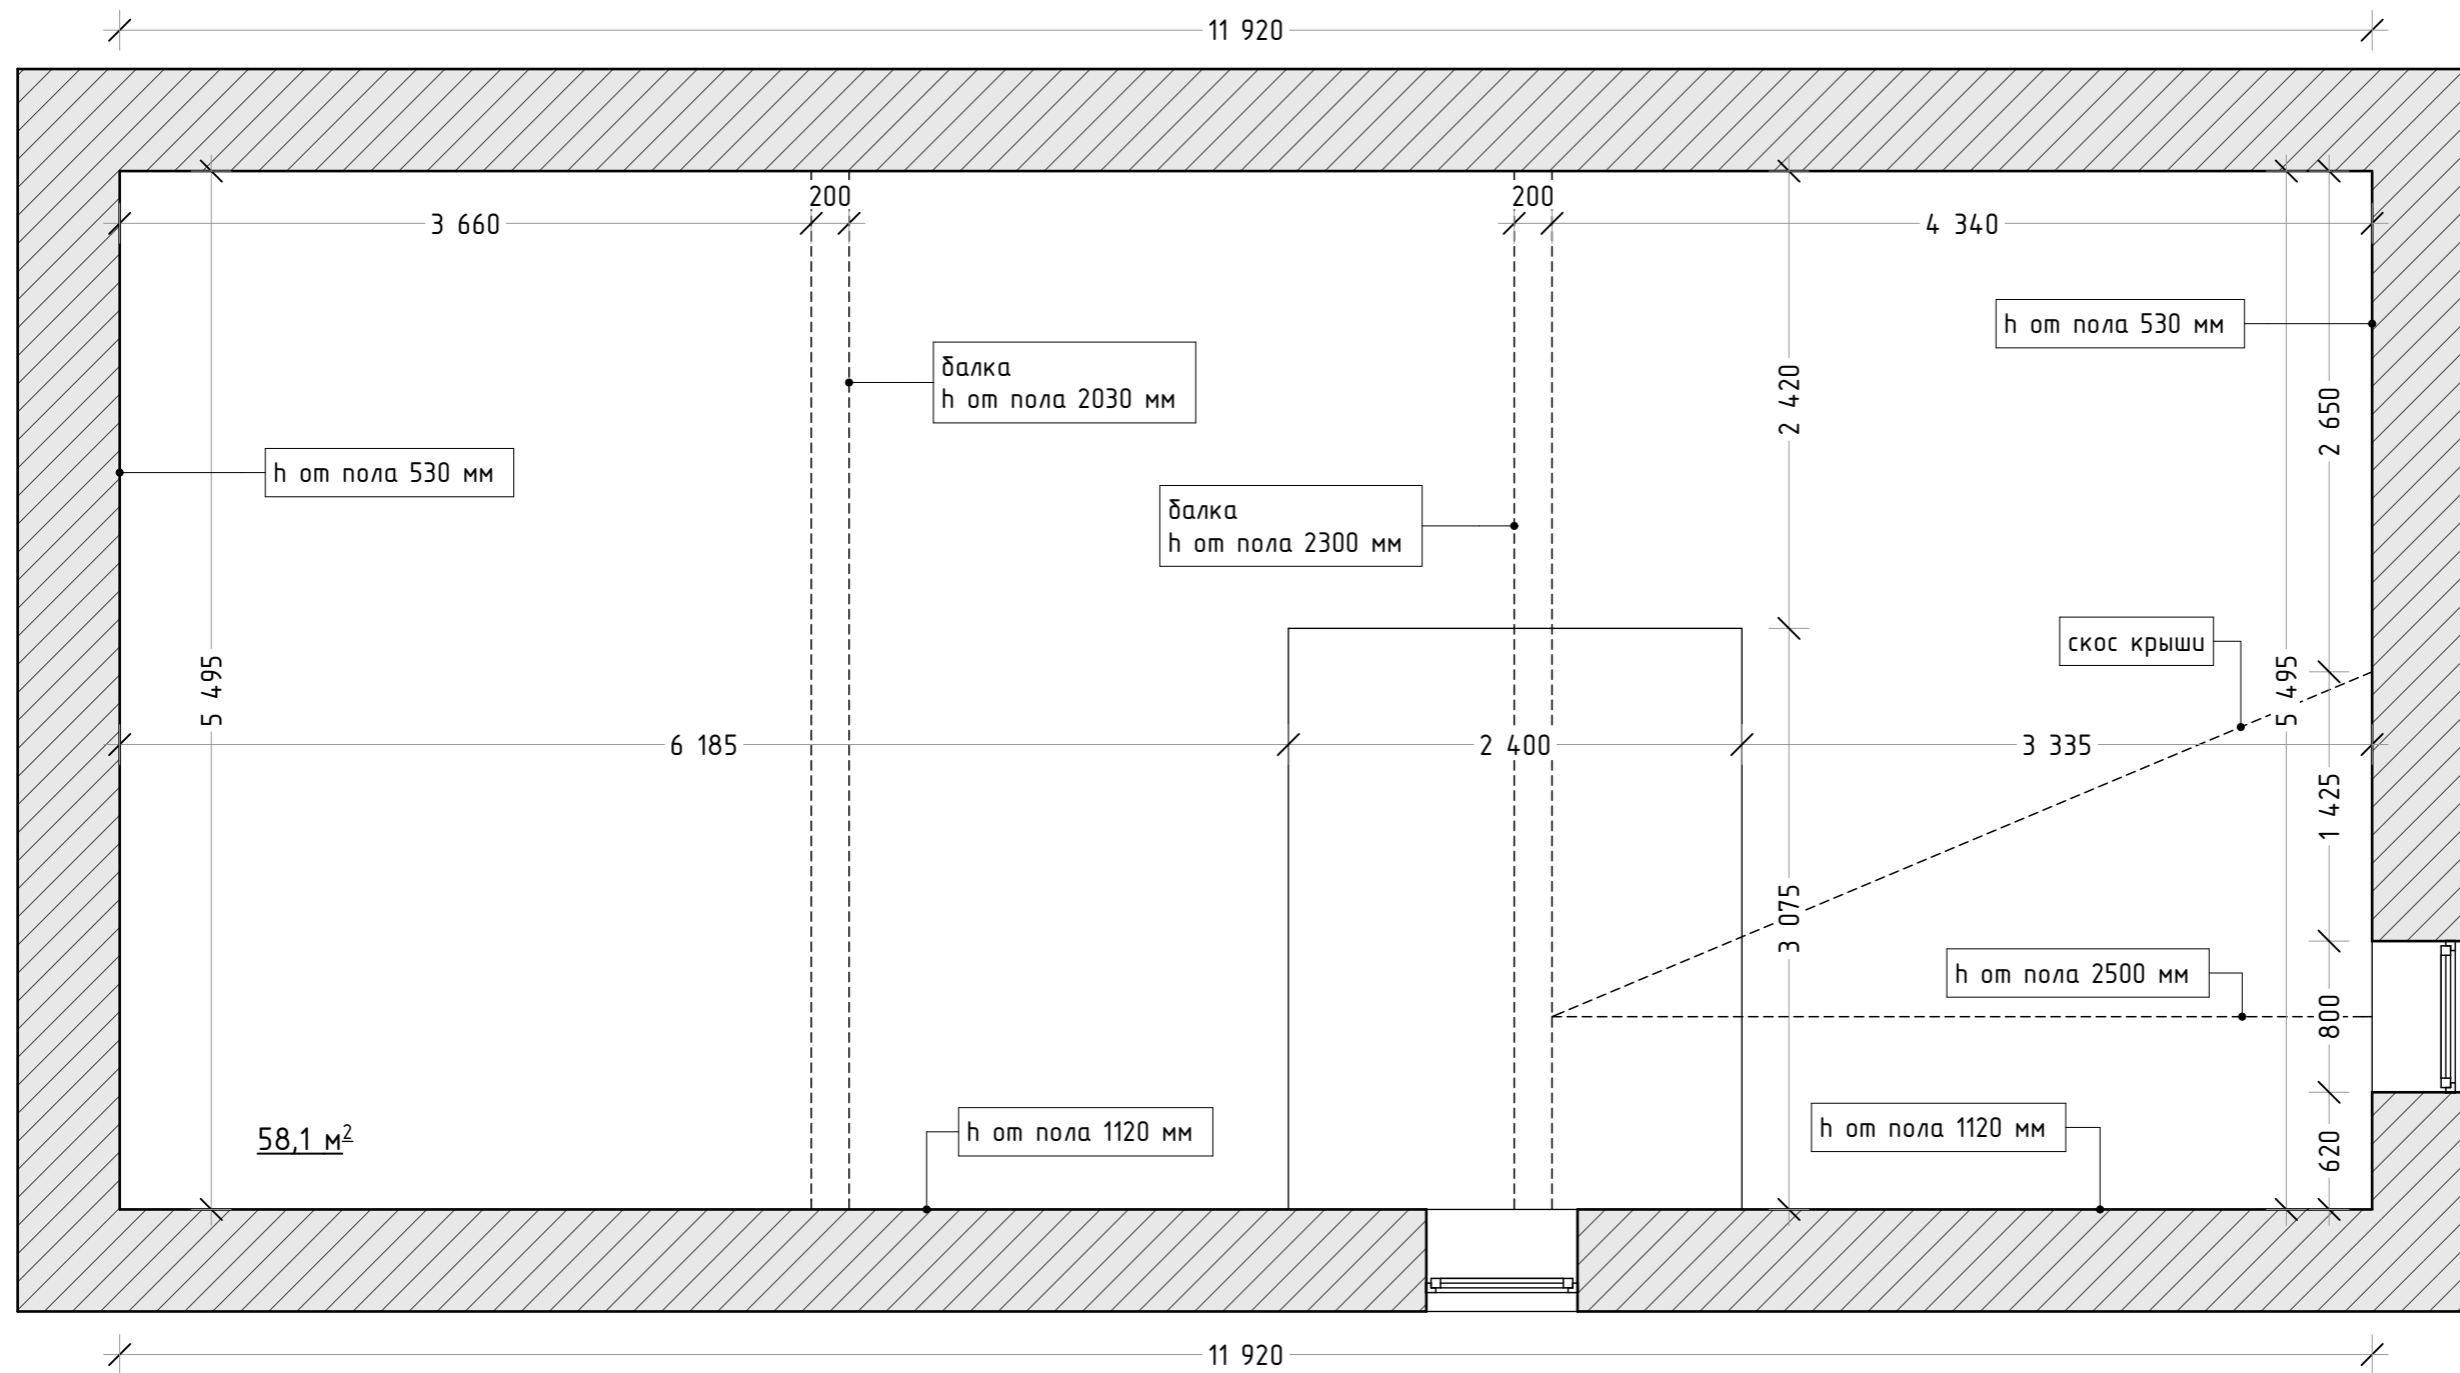 11 920
200
200
3 660
4 340
h от пола 530 мм
балка
h от пола 2030 мм
2 420
2 650
h от пола 530 мм
балка
h от пола 2300 мм
скос крыши
5 495
5 495
6 185
2 400
3 335
1 425
3 075
h от пола 2500 мм
800
h от пола 1120 мм
h от пола 1120 мм
58,1 м²
620
11 920